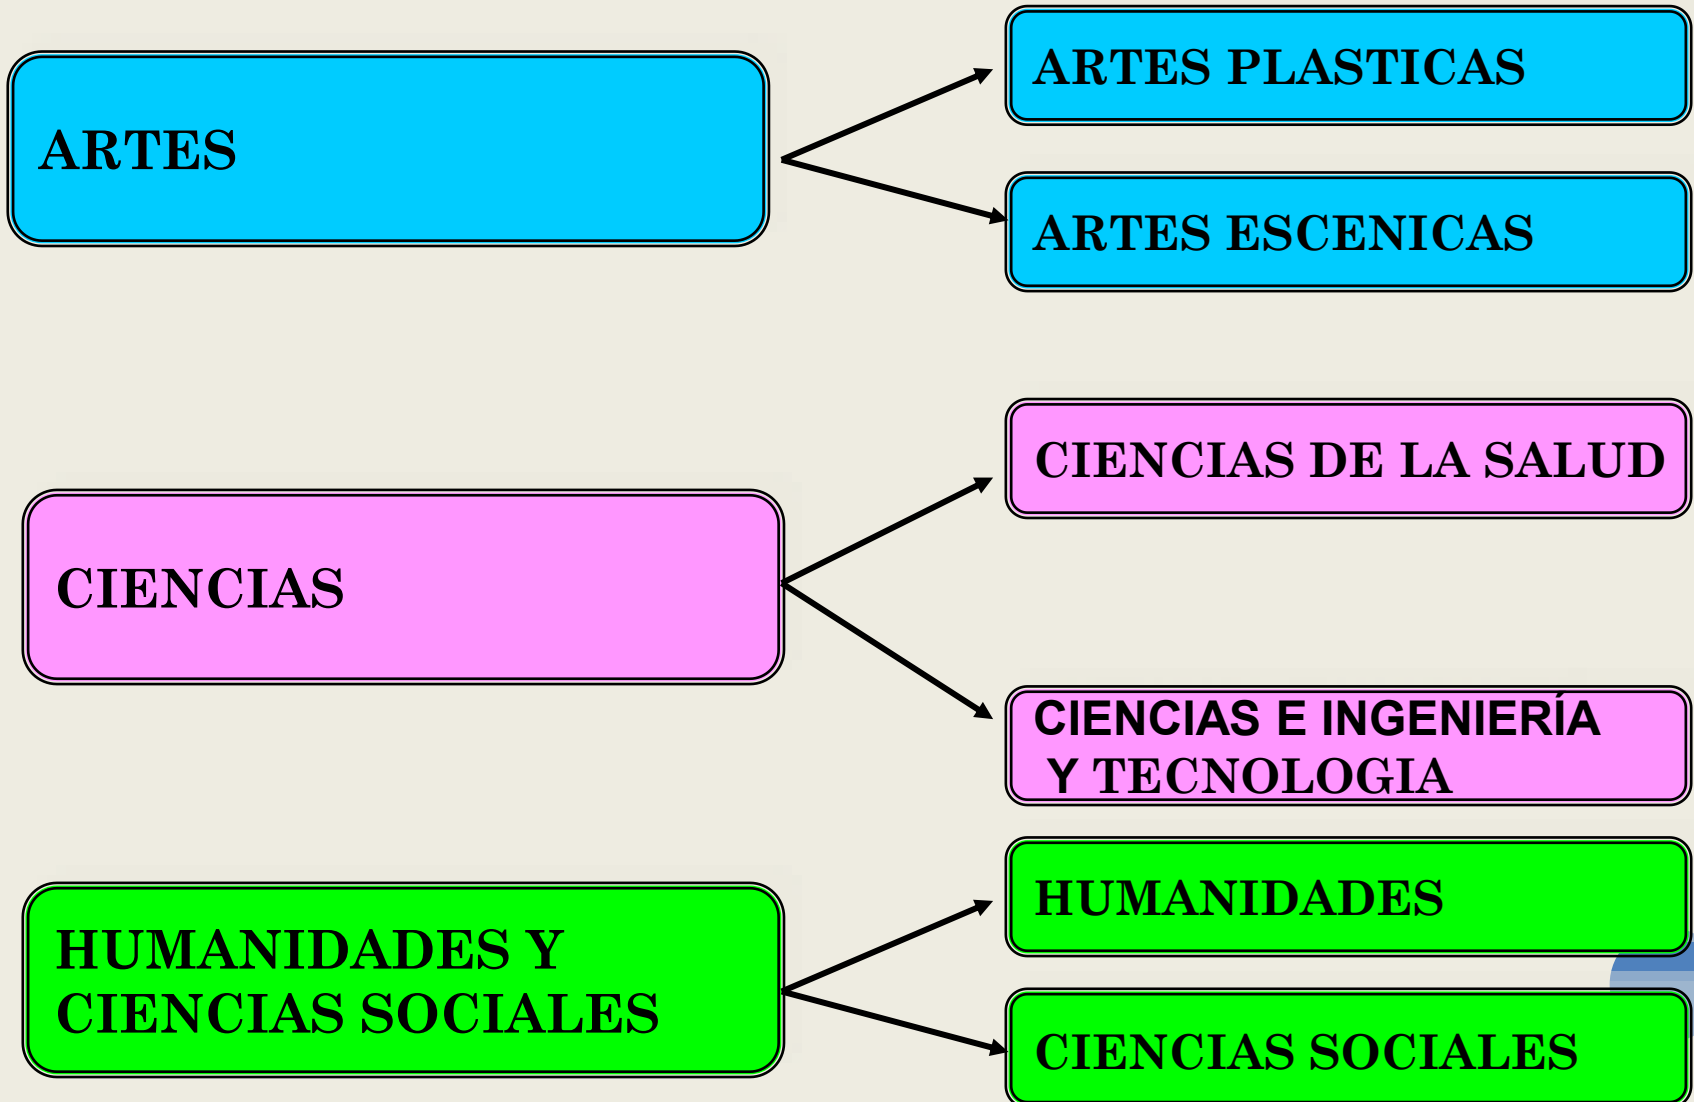 ARTES
ARTES PLASTICAS
ARTES ESCENICAS
CIENCIAS
CIENCIAS DE LA SALUD
CIENCIAS E INGENIERÍA
Y TECNOLOGIA
HUMANIDADES Y
CIENCIAS SOCIALES
HUMANIDADES
CIENCIAS SOCIALES